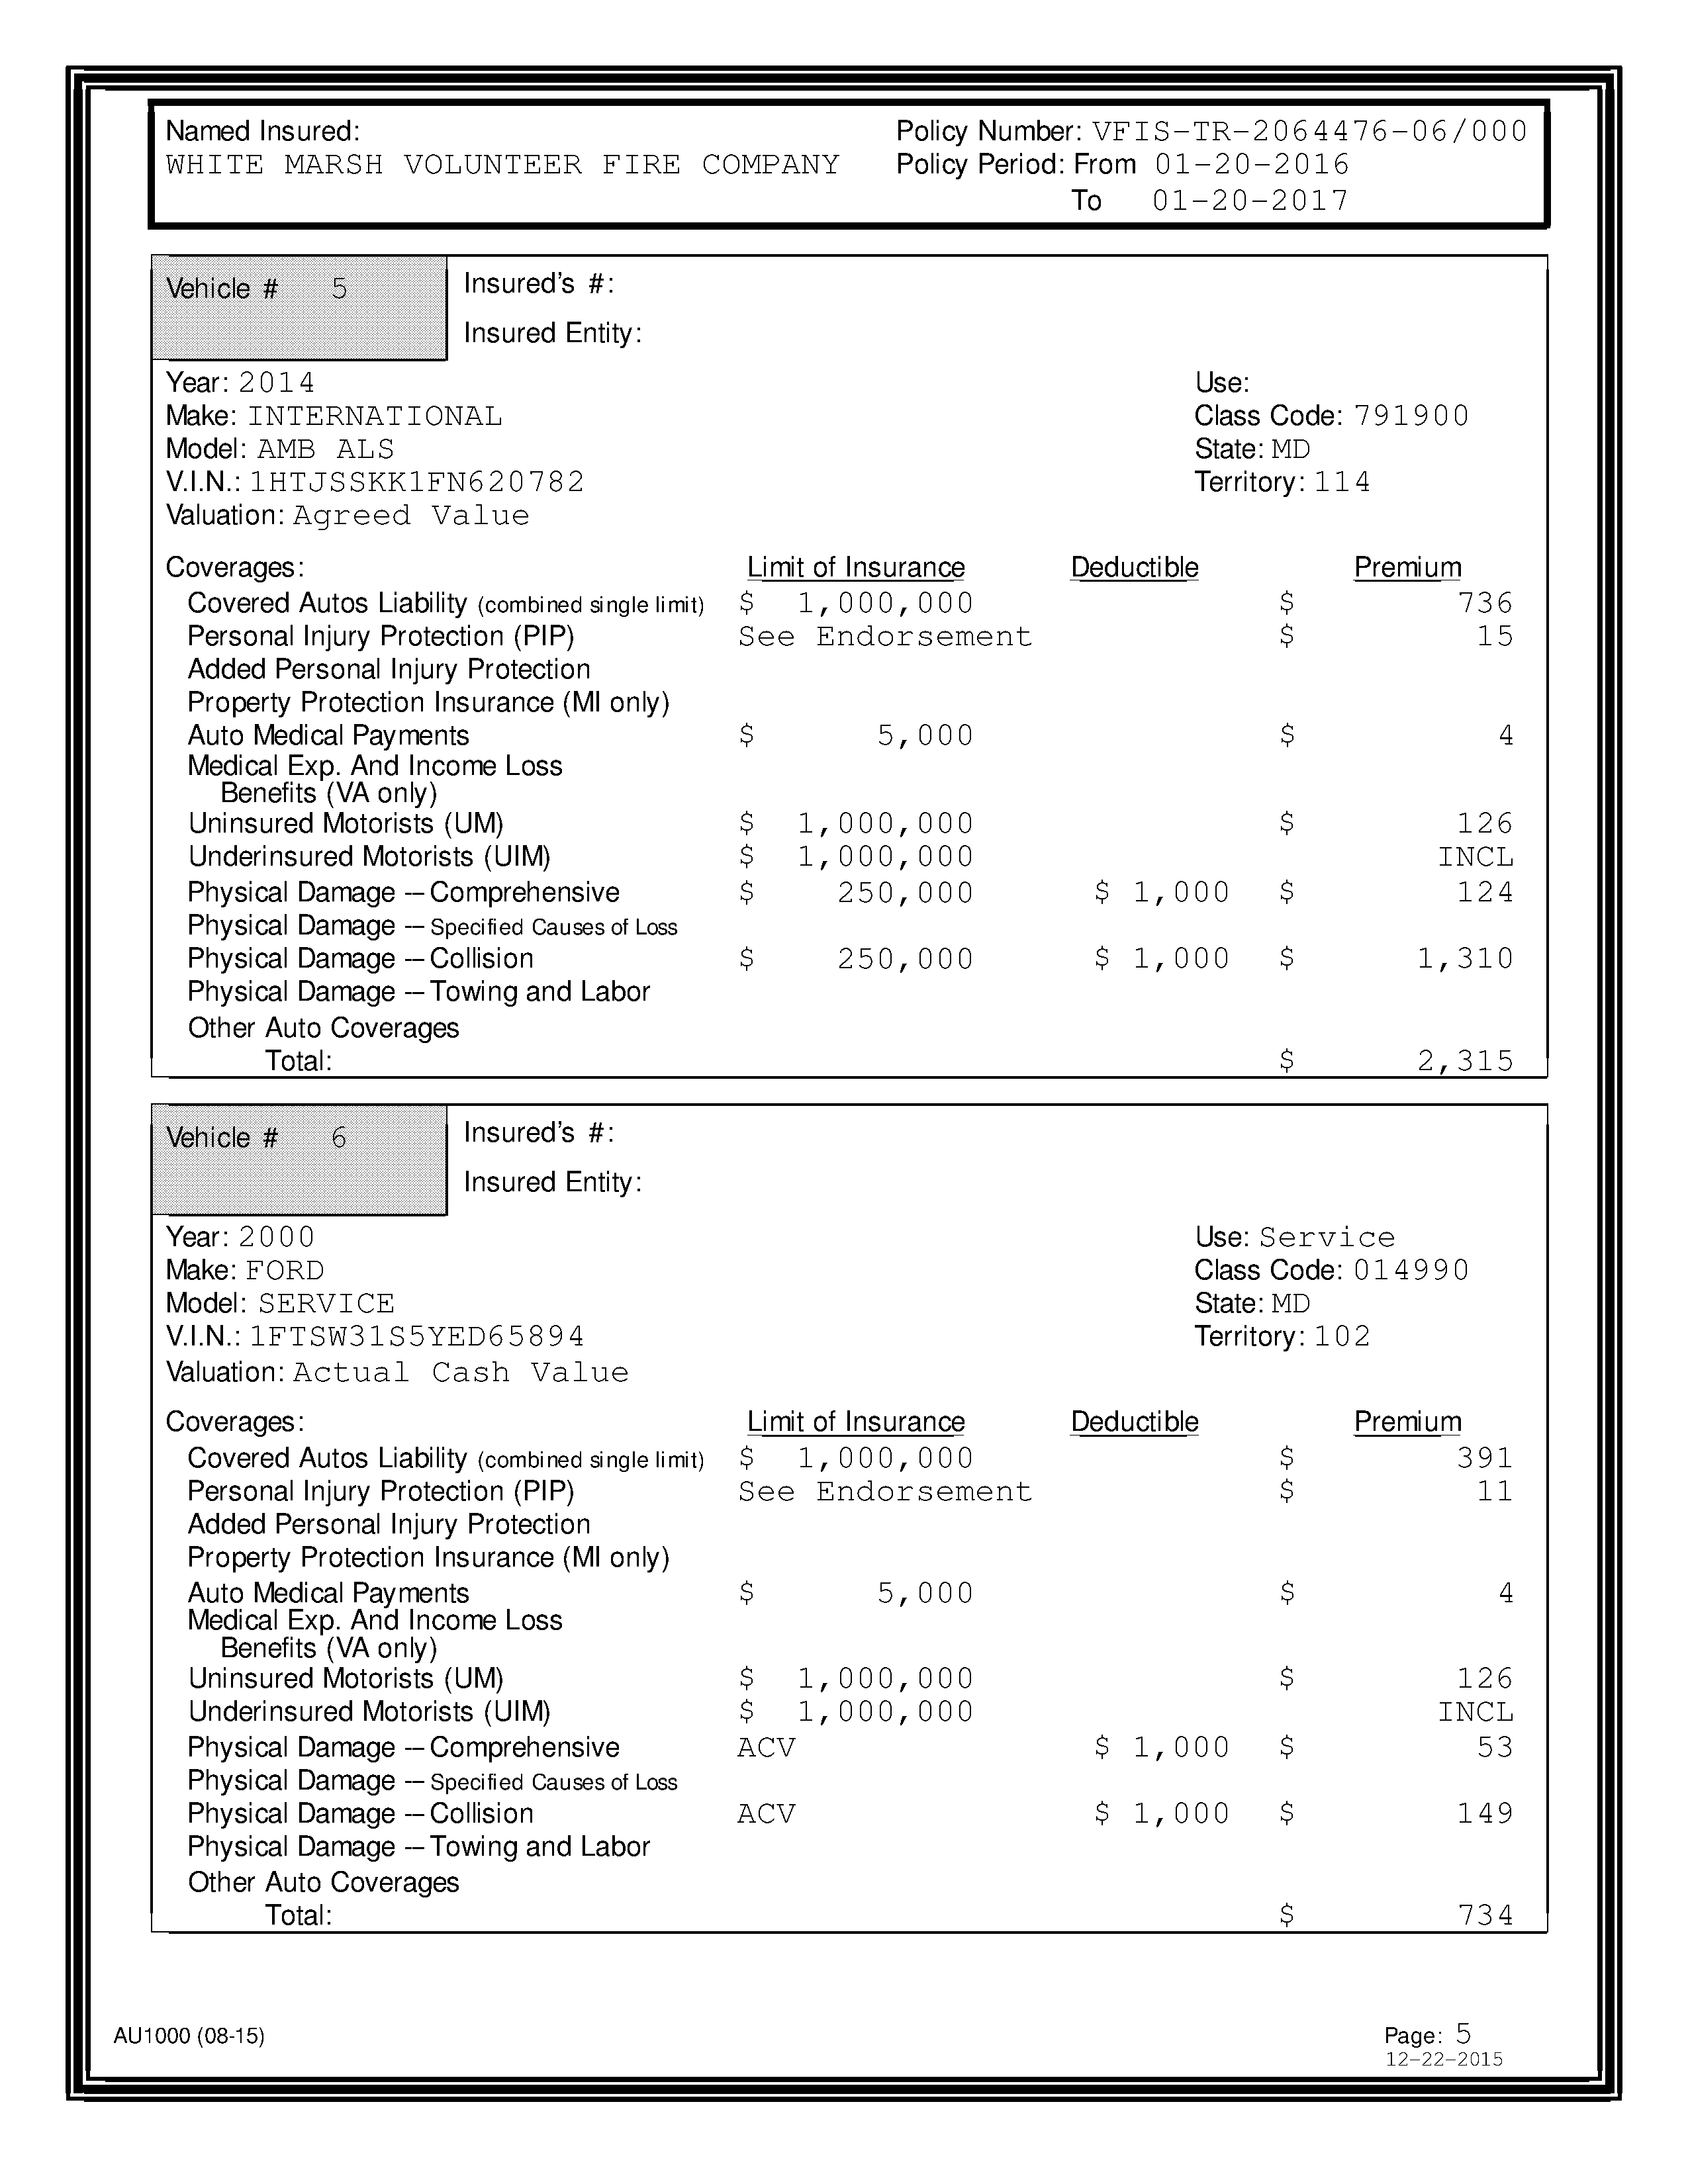 Named Insured: Policy Number: VFIS-TR-2064476-06/000
WHITE MARSH VOLUNTEER FIRE COMPANY Policy Period: From 01-20-2016
To 01-20-2017
Vehicle # 5 Insured's #:
Insured Entity:
Year: 2014 Use:
Make: INTERNATIONAL Class Code: 791900
Model: AMB ALS State: MD
V.I.N.: 1HTJSSKK1FN620782 Territory: 114
Valuation: Agreed Value
Coverages: Limit of Insurance Deductible Premium
Covered Autos Liability (combined single limit) $ 1,000,000 $ 736
Personal Injury Protection (PIP) See Endorsement $ 15
Added Personal Injury Protection
Property Protection Insurance (MI only)
Auto Medical Payments $ 5,000 $ 4
Medical Exp. And Income Loss
Benefits (VA only)
Uninsured Motorists (UM) $ 1,000,000 $ 126
Underinsured Motorists (UIM) $ 1,000,000 INCL
Physical Damage -- Comprehensive $ 250,000 $ 1,000 $ 124
Physical Damage -- Specified Causes of Loss
Physical Damage -- Collision $ 250,000 $ 1,000 $ 1,310
Physical Damage -- Towing and Labor
Other Auto Coverages
Total: $ 2,315
Vehicle # 6 Insured's #:
Insured Entity:
Year: 2000 Use: Service
Make: FORD Class Code: 014990
Model: SERVICE State: MD
V.I.N.: 1FTSW31S5YED65894 Territory: 102
Valuation: Actual Cash Value
Coverages: Limit of Insurance Deductible Premium
Covered Autos Liability (combined single limit) $ 1,000,000 $ 391
Personal Injury Protection (PIP) See Endorsement $ 11
Added Personal Injury Protection
Property Protection Insurance (MI only)
Auto Medical Payments $ 5,000 $ 4
Medical Exp. And Income Loss
Benefits (VA only)
Uninsured Motorists (UM) $ 1,000,000 $ 126
Underinsured Motorists (UIM) $ 1,000,000 INCL
Physical Damage -- Comprehensive ACV $ 1,000 $ 53
Physical Damage -- Specified Causes of Loss
Physical Damage -- Collision ACV $ 1,000 $ 149
Physical Damage -- Towing and Labor
Other Auto Coverages
Total: $ 734
AU1000 (08-15) Page: 5
12-22-2015